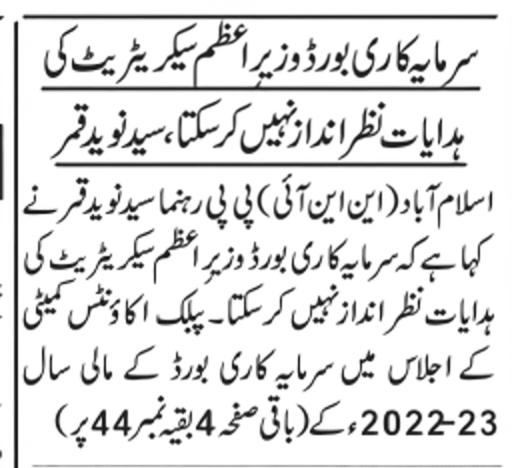 سرمایہ کاری بورڈ وزیراعظم سیکریٹریٹ کی
ہدایات نظرانداز نہیں کرسکتا، سید نوید قمر
اسلام آباد (این این آئی) پی پی رہنما سید نوید قمر نے
کہا ہے کہ سرمایہ کاری بورڈ وزیراعظم سیکریٹریٹ کی
ہدایات نظرانداز نہیں کرسکتا۔ پبلک اکاؤنٹس کمیٹی
کے اجلاس میں سرمایہ کاری بورڈ کے مالی سال
2022-23ء کے (باقی صفحہ 4 بقیہ نمبر 44 پر)